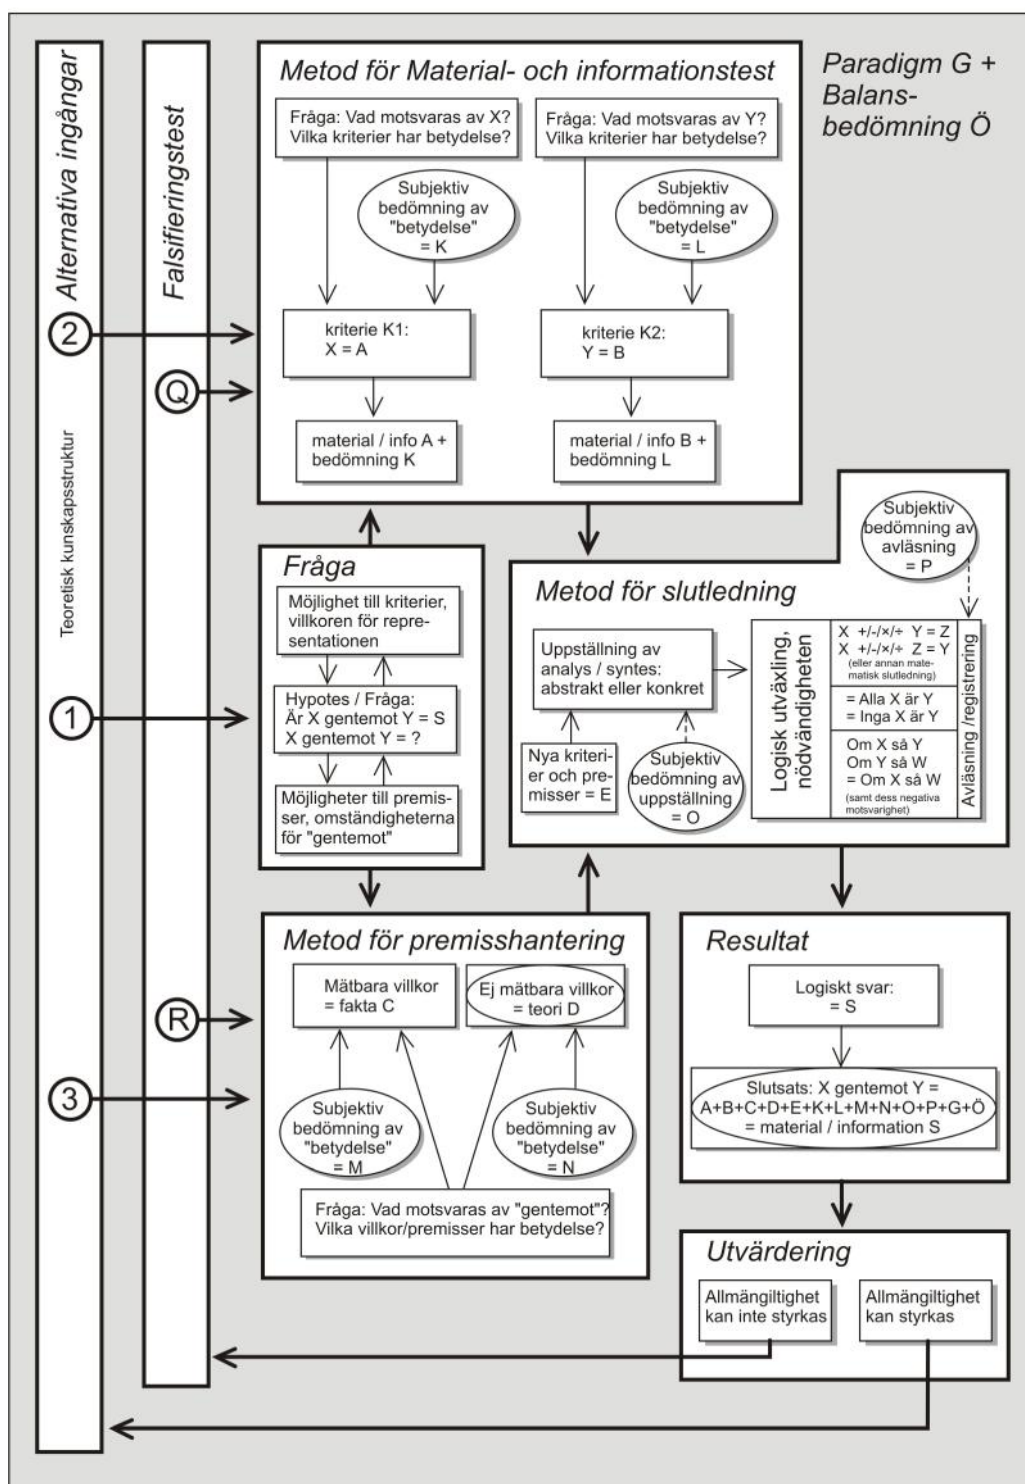 Alternativa ingångar
Teoretisk kunskapsstruktur
2
1
3
Falsifieringstest
Q
R
Paradigm G +
Balans-
bedömning Ö
Metod för Material- och informationstest
Fråga: Vad motsvaras av X?
Vilka kriterier har betydelse?
Fråga: Vad motsvaras av Y?
Vilka kriterier har betydelse?
Subjektiv
bedömning av
"betydelse"
= K
Subjektiv
bedömning av
"betydelse"
= L
kriterie K1:
X = A
kriterie K2:
Y = B
material / info A +
bedömning K
material / info B +
bedömning L
Fråga
Möjlighet till kriterier,
villkoren för repre-
sentationen
Hypotes / Fråga:
Är X gentemot Y = S
X gentemot Y = ?
Möjligheter till premis-
ser, omständigheterna
för "gentemot"
Metod för slutledning
Subjektiv
bedömning av
avläsning
= P
Uppställning av
analys / syntes:
abstrakt eller konkret
Nya kriteri-
er och pre-
misser = E
Subjektiv
bedömning av
uppställning
= O
Logisk utväxling,
nödvändigheten
X +/-/×/÷ Y = Z
X +/-/×/÷ Z = Y
(eller annan mate-
matisk slutledning)
= Alla X är Y
= Inga X är Y
Om X så Y
Om Y så W
= Om X så W
(samt dess negativa
motsvarighet)
Avläsning /registrering
Metod för premisshantering
Mätbara villkor
= fakta C
Ej mätbara villkor
= teori D
Subjektiv
bedömning av
"betydelse"
= M
Subjektiv
bedömning av
"betydelse"
= N
Fråga: Vad motsvaras av "gentemot"?
Vilka villkor/premisser har betydelse?
Resultat
Logiskt svar:
= S
Slutsats: X gentemot Y =
A+B+C+D+E+K+L+M+N+O+P+G+Ö
= material / information S
Utvärdering
Allmängiltighet
kan inte styrkas
Allmängiltighet
kan styrkas